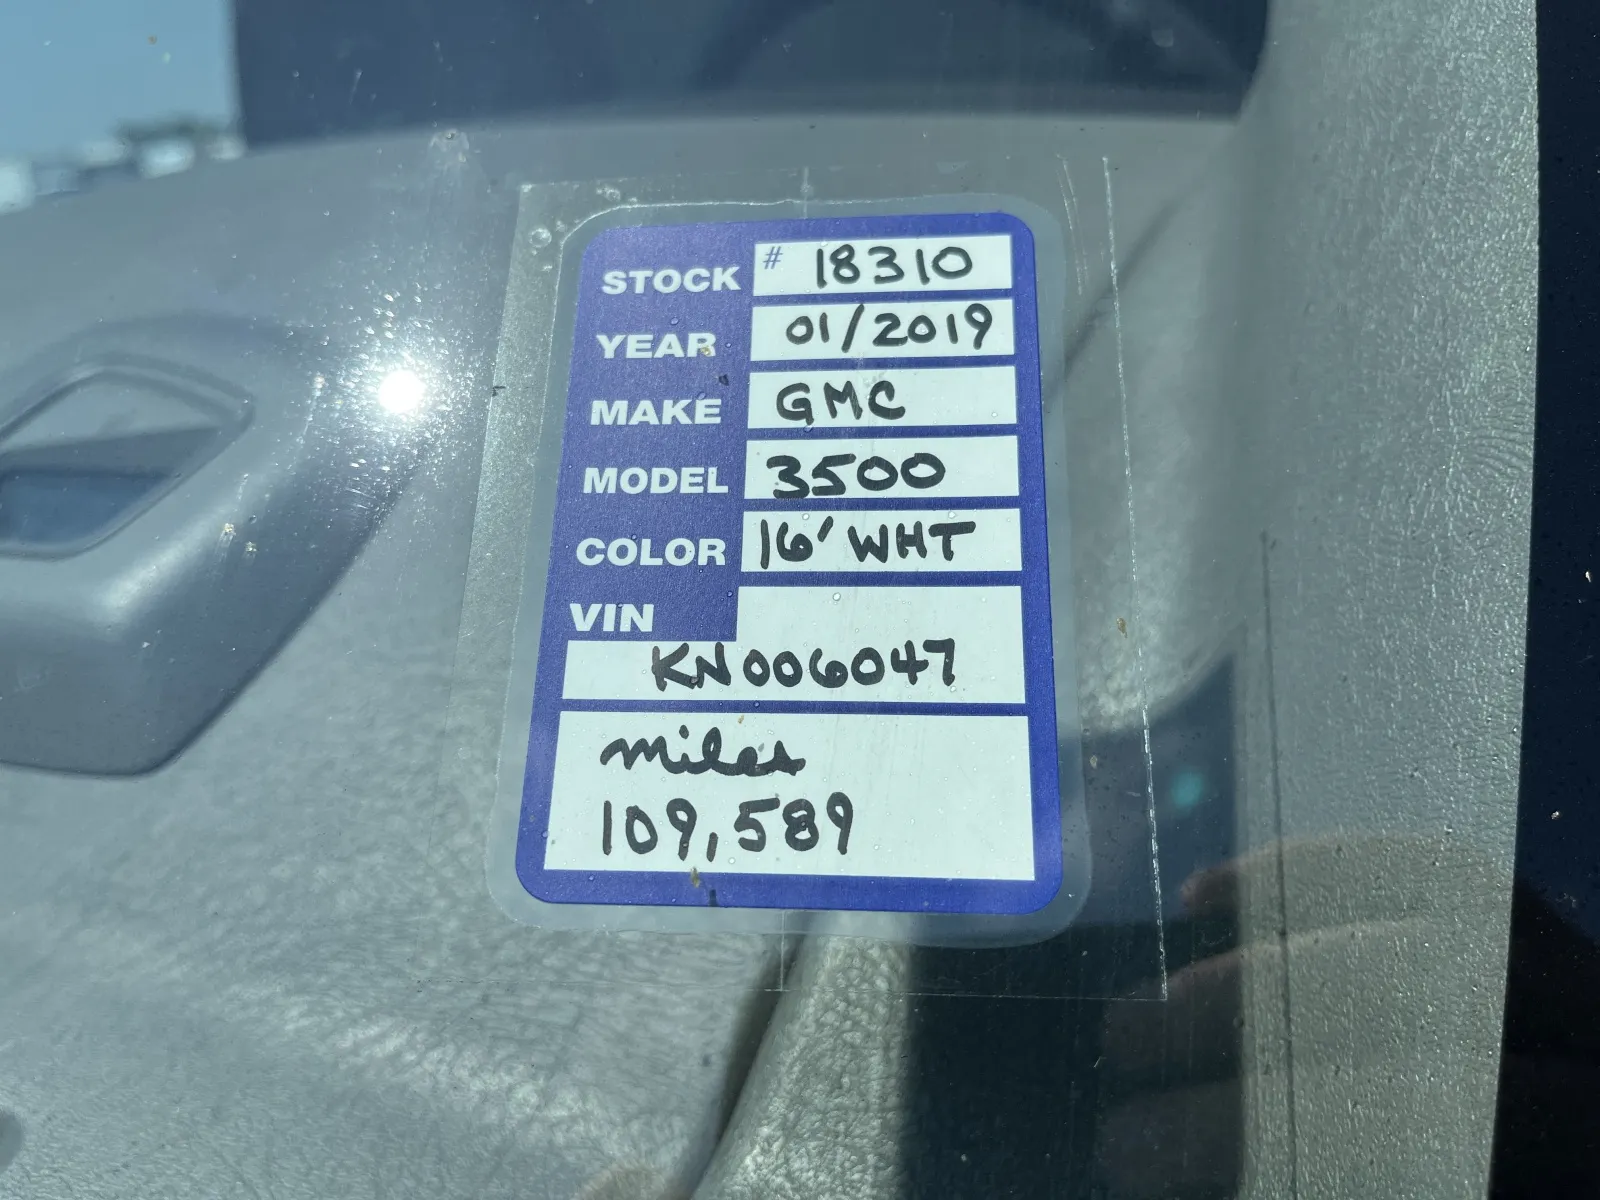 STOCK # 18310
YEAR 01/2019
MAKE GMC
MODEL 3500
COLOR 16' WHT
VIN
KN006047
miles
109,589